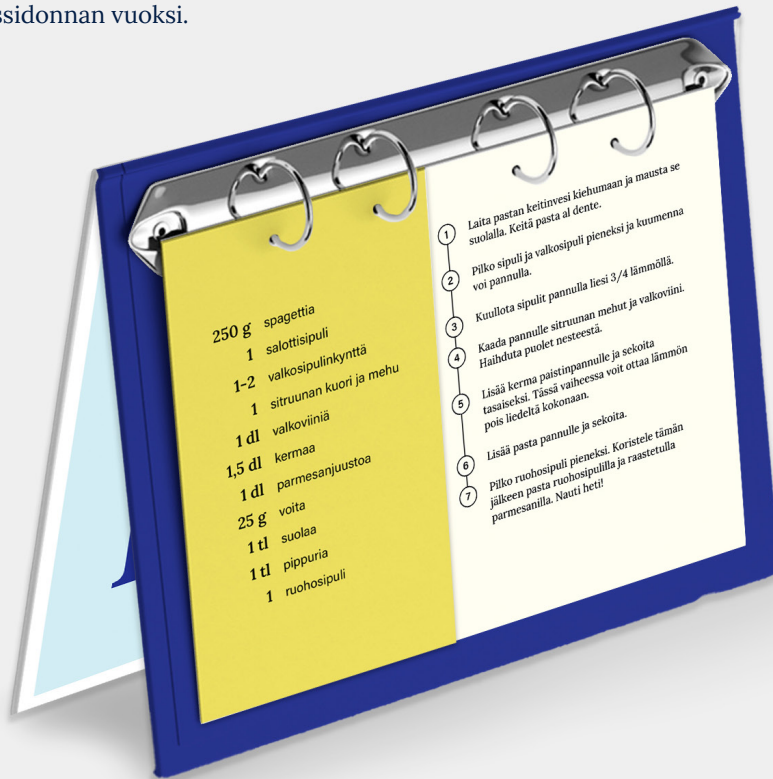 ssidonnan vuoksi.
250 g spagettia
1 salottisipuli
1-2 valkosipulinkynttä
1 sitruunan kuori ja mehu
1 dl valkoviiniä
1,5 dl kermaa
1 dl parmesanjuustoa
25 g voita
1 tl suolaa
1 tl pippuria
1 ruohosipuli
1 Laita pastan keitinvesi kiehumaan ja mausta se
suolalla. Keitä pasta al dente.
2 Pilko sipuli ja valkosipuli pieneksi ja kuumenna
voi pannulla.
3 Kuullota sipulit pannulla liesi 3/4 lämmöllä.
4 Kaada pannulle sitruunan mehut ja valkoviini.
Haihduta puolet nesteestä.
5 Lisää kerma paistinpannulle ja sekoita
tasaiseksi. Tässä vaiheessa voit ottaa lämmön
pois liedeltä kokonaan.
6 Lisää pasta pannulle ja sekoita.
7 Pilko ruohosipuli pieneksi. Koristele tämän
jälkeen pasta ruohosipulilla ja raastetulla
parmesanilla. Nauti heti!